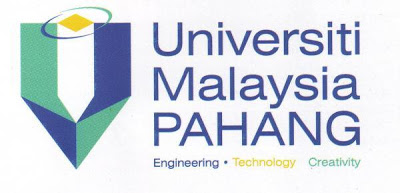 Universiti
Malaysia
PAHANG
Engineering • Technology Creativity